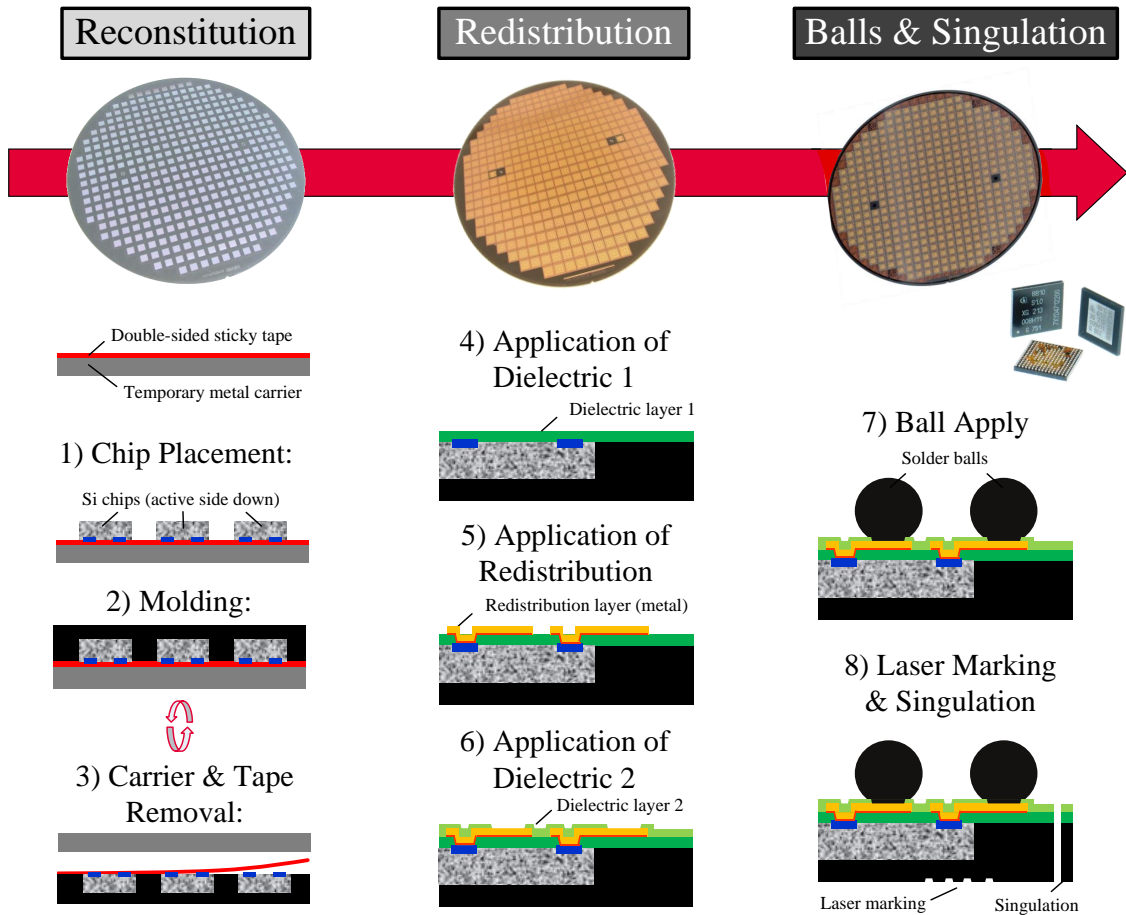 Reconstitution
Redistribution
Balls & Singulation
Double-sided sticky tape
Temporary metal carrier
1) Chip Placement:
Si chips (active side down)
2) Molding:
3) Carrier & Tape
Removal:
4) Application of
Dielectric 1
Dielectric layer 1
5) Application of
Redistribution
Redistribution layer (metal)
6) Application of
Dielectric 2
Dielectric layer 2
7) Ball Apply
Solder balls
8) Laser Marking
& Singulation
Laser marking
Singulation